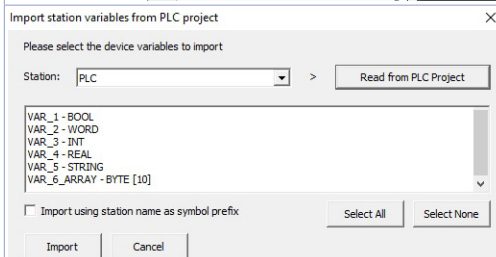 Import station variables from PLC project
Please select the device variables to import
Station: PLC > Read from PLC Project
VAR_1 - BOOL
VAR_2 - WORD
VAR_3 - INT
VAR_4 - REAL
VAR_5 - STRING
VAR_6_ARRAY - BYTE [10]
Import using station name as symbol prefix Select All Select None
Import Cancel